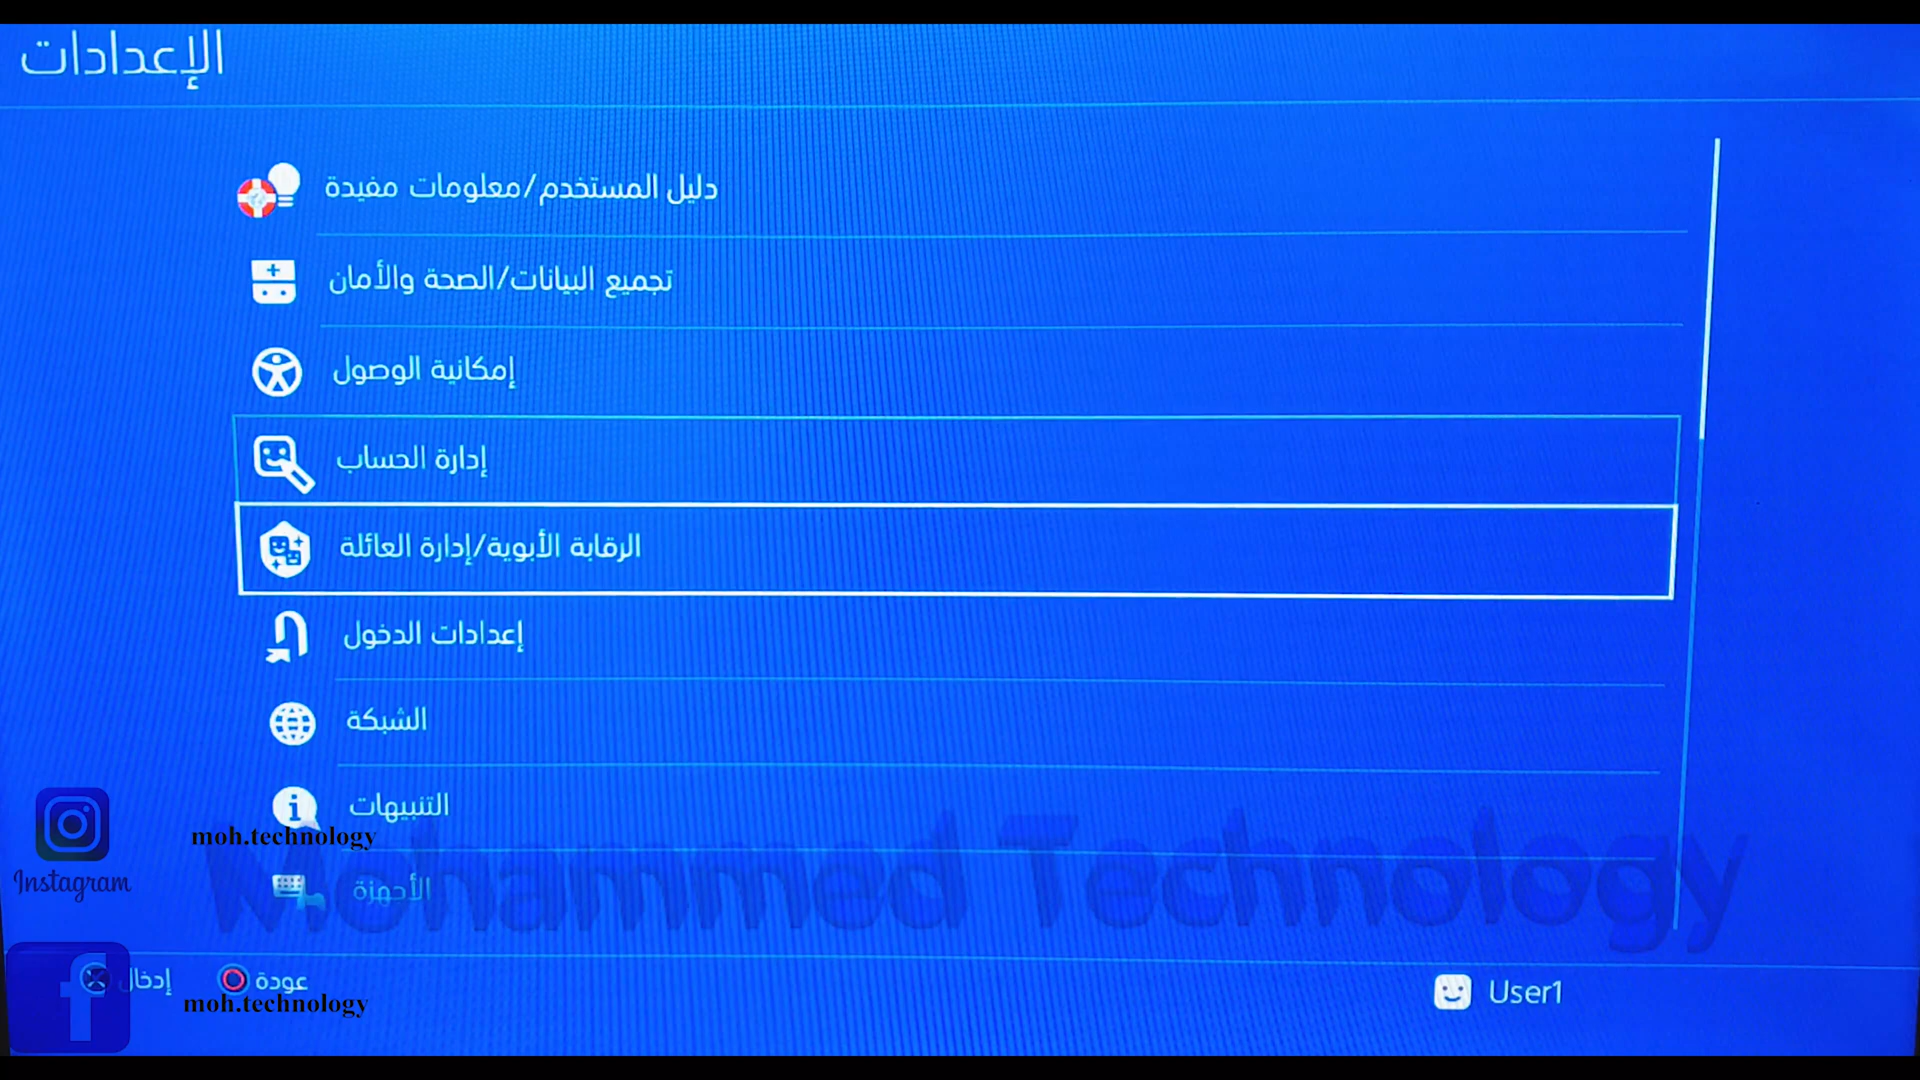 الإعدادات
دليل المستخدم/معلومات مفيدة
تجميع البيانات/الصحة والأمان
إمكانية الوصول
إدارة الحساب
الرقابة الأبوية/إدارة العائلة
إعدادات الدخول
الشبكة
التنبيهات
moh.technology
Mohammed Technology
Instagram
الأجهزة
إدخال
عودة
moh.technology
User1